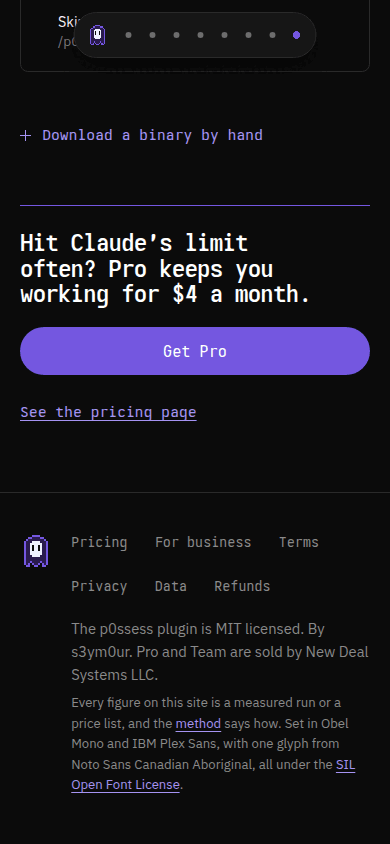 Download a binary by hand
Hit Claude's limit
often? Pro keeps you
working for $4 a month.
Get Pro
See the pricing page
Pricing For business Terms
Privacy Data Refunds
The p0ssess plugin is MIT licensed. By
s3ym0ur. Pro and Team are sold by New Deal
Systems LLC.
Every figure on this site is a measured run or a
price list, and the method says how. Set in Obel
Mono and IBM Plex Sans, with one glyph from
Noto Sans Canadian Aboriginal, all under the SIL
Open Font License.